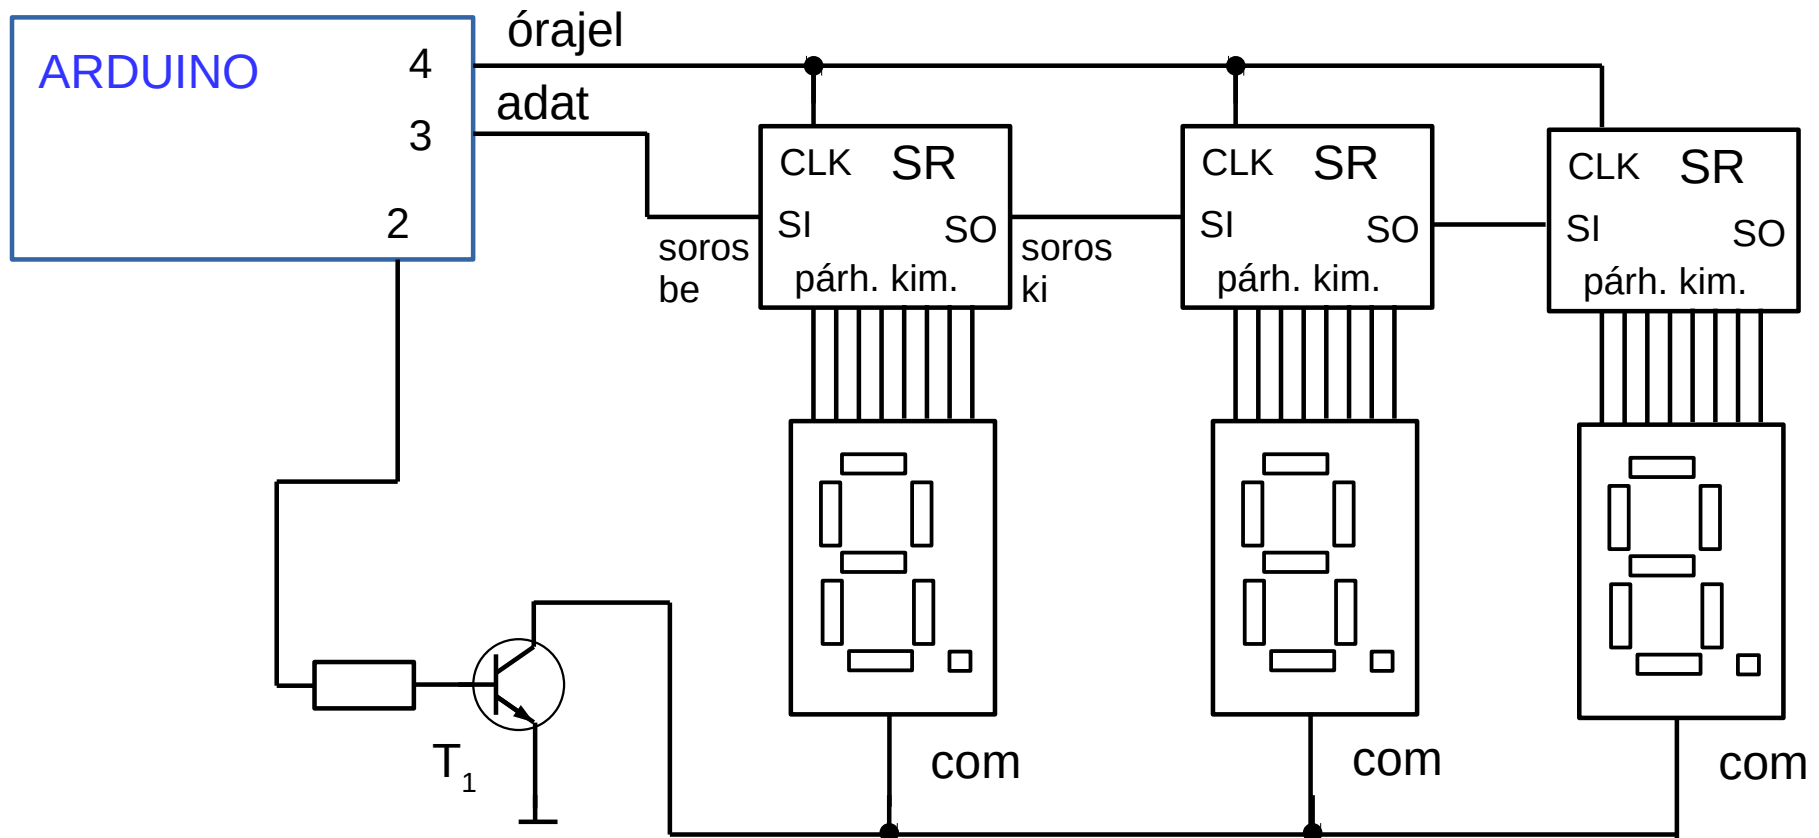 órajel
ARDUINO
4
adat
3
2
CLK SR
SI
SO
párh. kim.
soros
be
soros
ki
CLK SR
SI
SO
párh. kim.
CLK SR
SI
SO
párh. kim.
T1
com
com
com